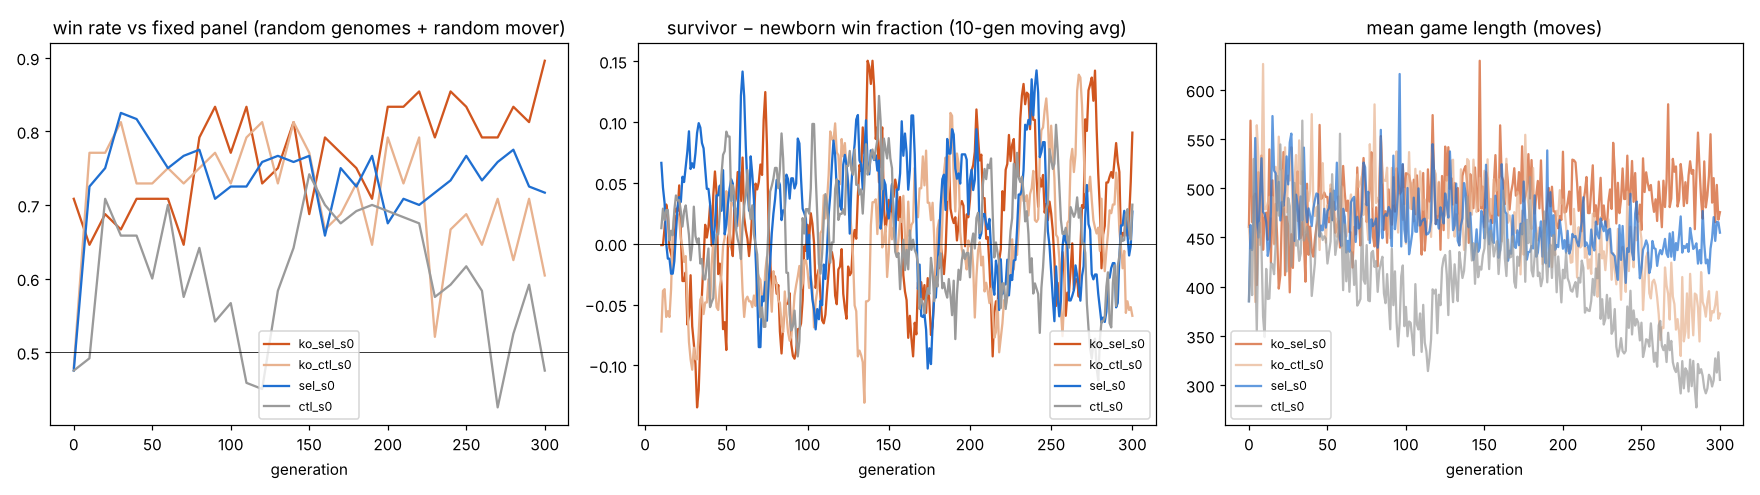 win rate vs fixed panel (random genomes + random mover)
0.9
0.8
0.7
0.6
0.5
0
50
100
150
200
250
300
generation
ko_sel_s0
ko_ctl_s0
sel_s0
ctl_s0
survivor − newborn win fraction (10-gen moving avg)
0.15
0.10
0.05
0.00
−0.05
−0.10
0
50
100
150
200
250
300
generation
ko_sel_s0
ko_ctl_s0
sel_s0
ctl_s0
mean game length (moves)
600
550
500
450
400
350
300
0
50
100
150
200
250
300
generation
ko_sel_s0
ko_ctl_s0
sel_s0
ctl_s0